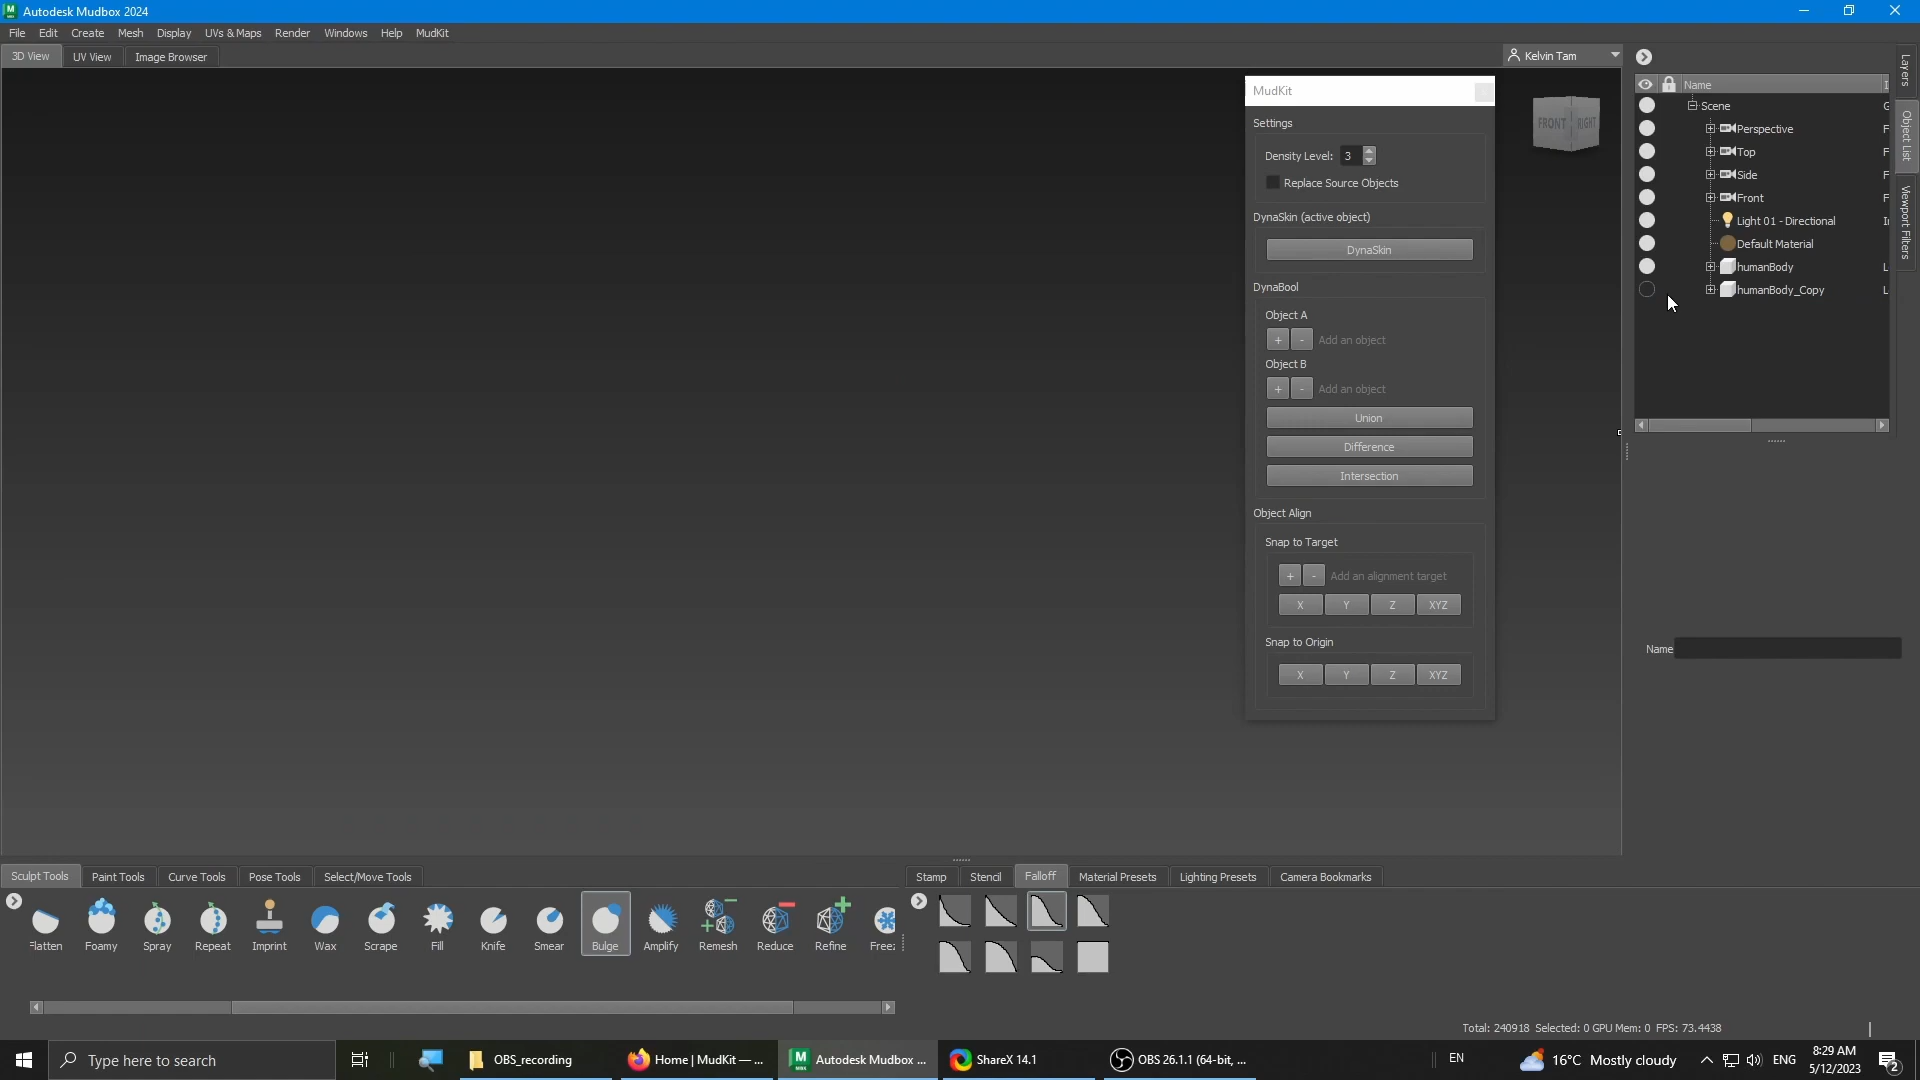 Autodesk Mudbox 2024
File Edit Create Mesh Display UVs & Maps Render Windows Help MudKit
3D View UV View Image Browser
Kelvin Tam
FRONT RIGHT
MudKit
Settings
Density Level: 3
Replace Source Objects
DynaSkin (active object)
DynaSkin
DynaBool
Object A
+ - Add an object
Object B
+ - Add an object
Union
Difference
Intersection
Object Align
Snap to Target
+ - Add an alignment target
X Y Z XYZ
Snap to Origin
X Y Z XYZ
Name
Scene
Perspective
Top
Side
Front
Light 01 - Directional
Default Material
humanBody
humanBody_Copy
Layers
Object List
Viewport Filters
Name
Sculpt Tools Paint Tools Curve Tools Pose Tools Select/Move Tools
Flatten Foamy Spray Repeat Imprint Wax Scrape Fill Knife Smear Bulge Amplify Remesh Reduce Refine Freez
Stamp Stencil Falloff Material Presets Lighting Presets Camera Bookmarks
Total: 240918 Selected: 0 GPU Mem: 0 FPS: 73.4438
Type here to search
OBS_recording
Home | MudKit — ...
Autodesk Mudbox ...
ShareX 14.1
OBS 26.1.1 (64-bit, ...
EN
16°C Mostly cloudy
ENG
8:29 AM
5/12/2023
2